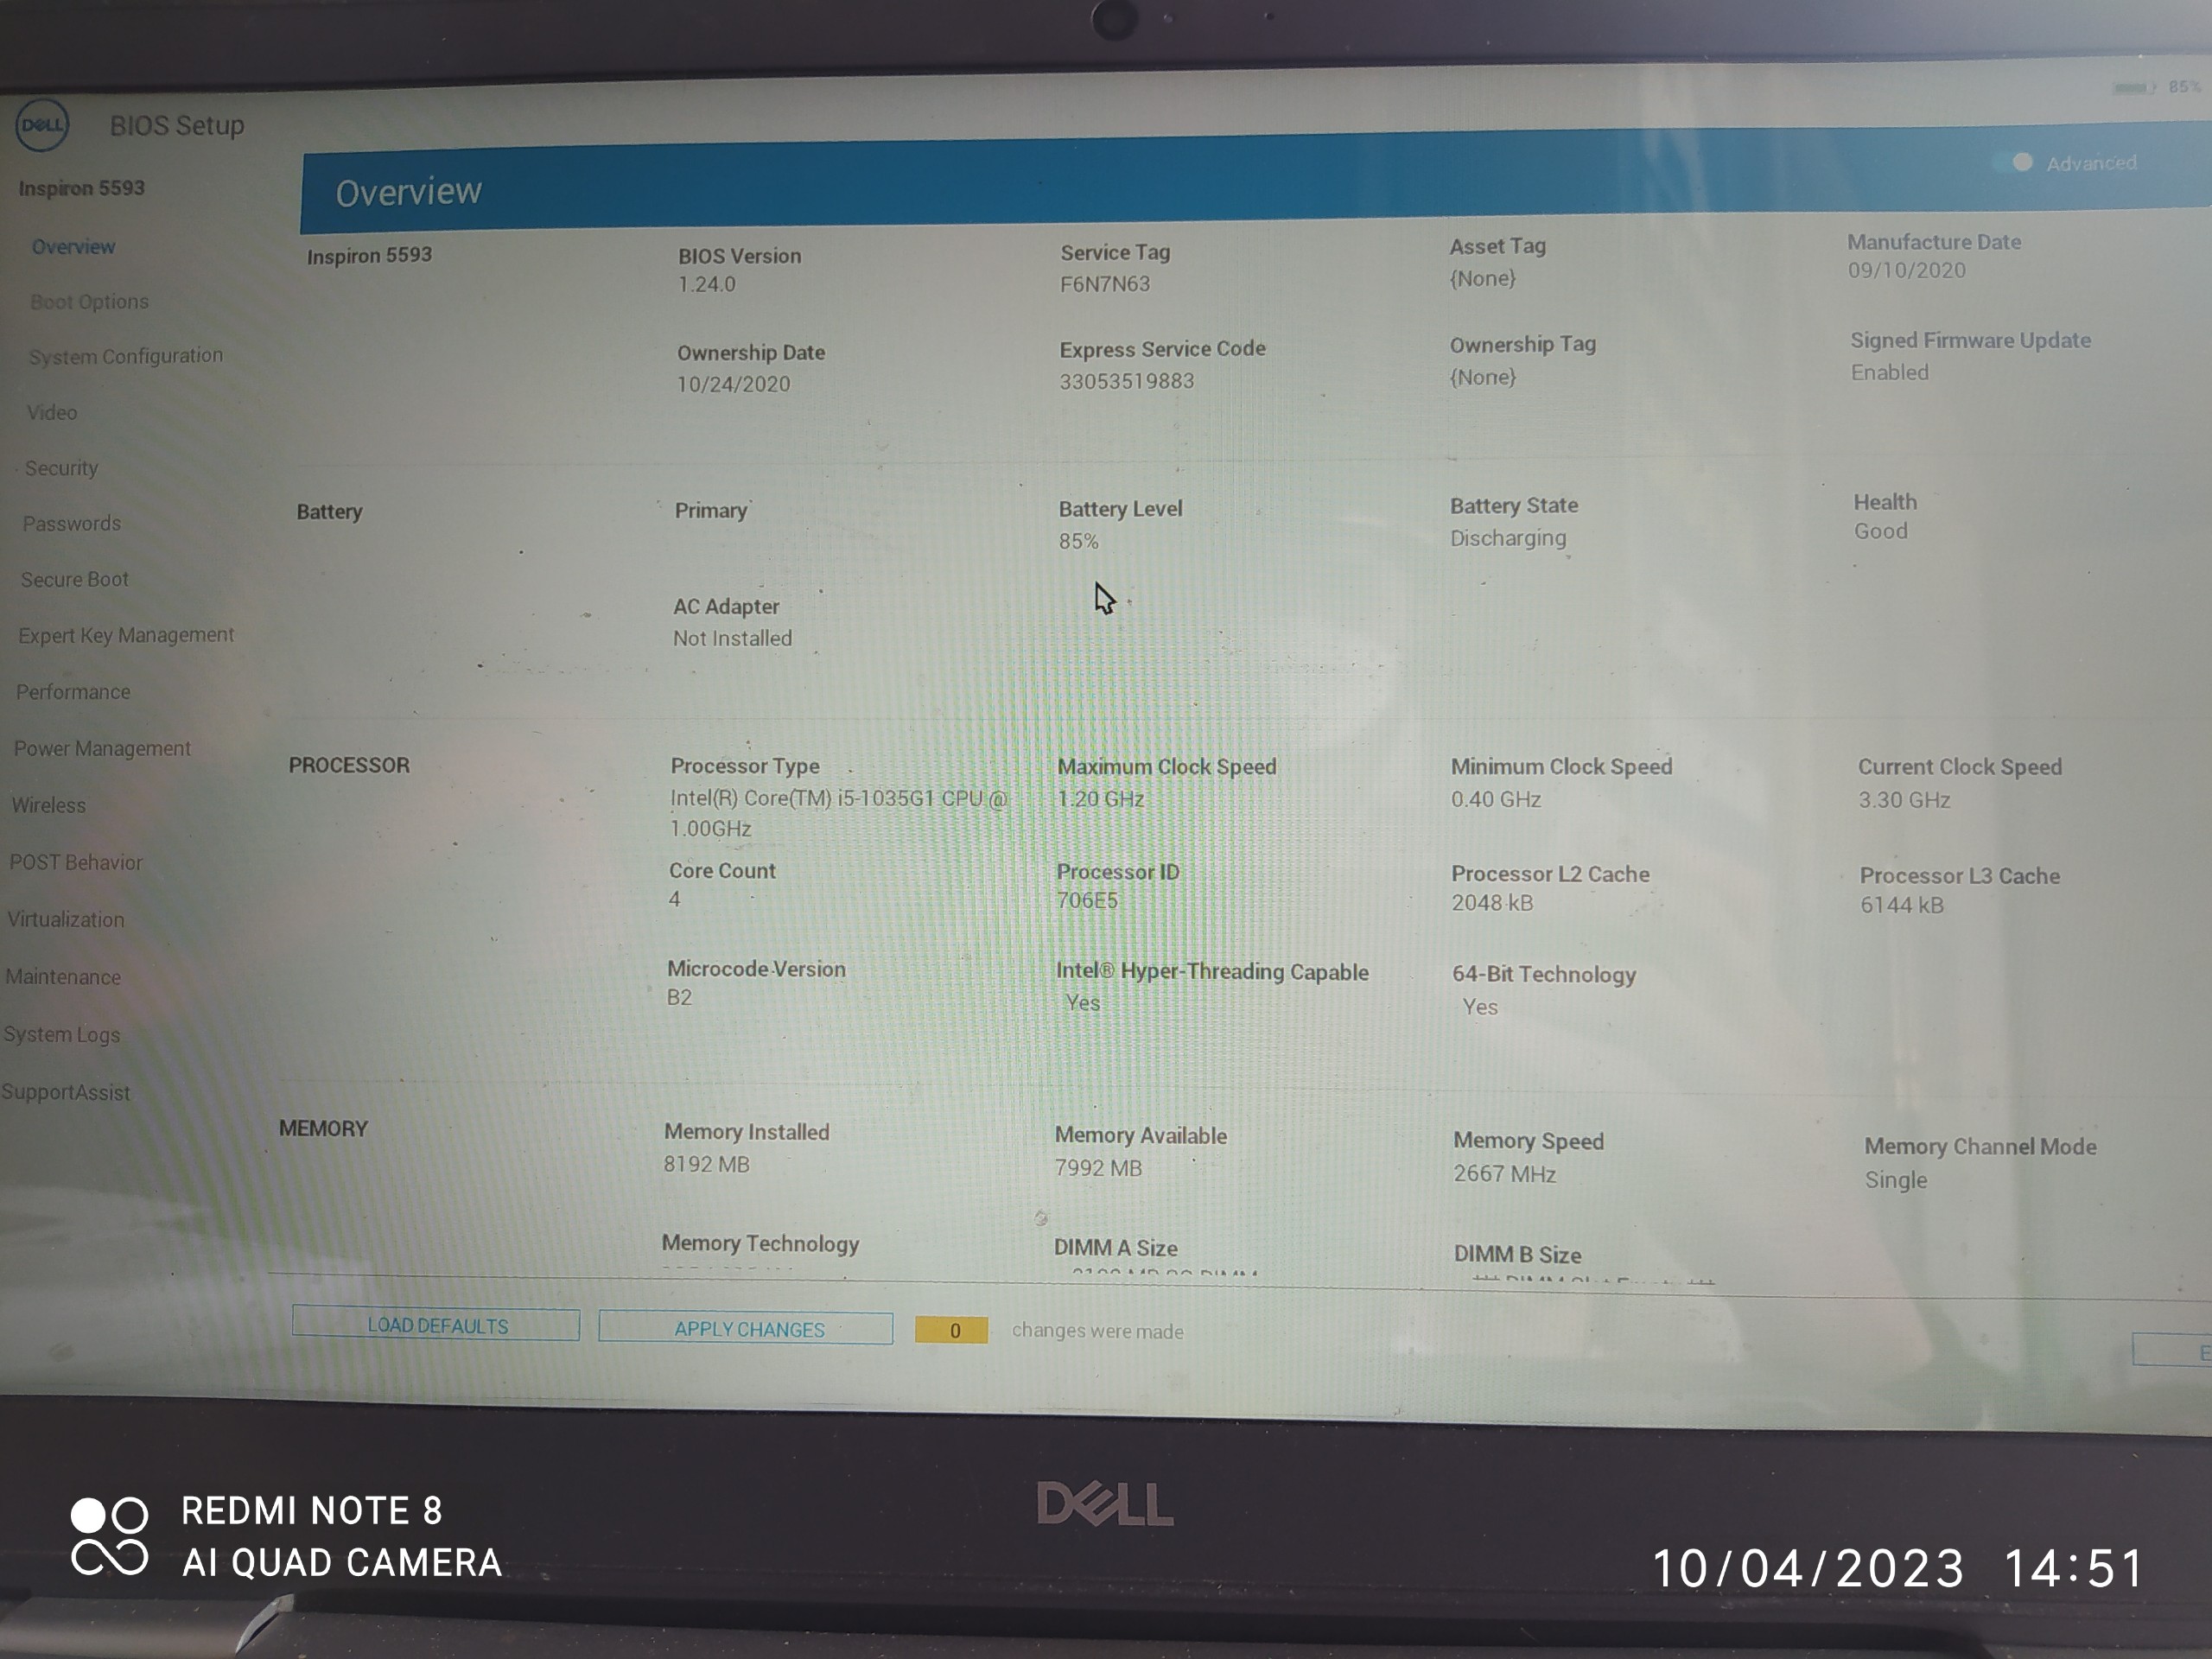 85%
DELL
BIOS Setup
Advanced
Inspiron 5593
Overview
Boot Options
System Configuration
Video
Security
Passwords
Secure Boot
Expert Key Management
Performance
Power Management
Wireless
POST Behavior
Virtualization
Maintenance
System Logs
SupportAssist
Overview
Inspiron 5593
BIOS Version
1.24.0
Service Tag
F6N7N63
Asset Tag
{None}
Manufacture Date
09/10/2020
Ownership Date
10/24/2020
Express Service Code
33053519883
Ownership Tag
{None}
Signed Firmware Update
Enabled
Battery
Primary
Battery Level
85%
Battery State
Discharging
Health
Good
AC Adapter
Not Installed
PROCESSOR
Processor Type
Intel(R) Core(TM) i5-1035G1 CPU @
1.00GHz
Maximum Clock Speed
1.20 GHz
Minimum Clock Speed
0.40 GHz
Current Clock Speed
3.30 GHz
Core Count
4
Processor ID
706E5
Processor L2 Cache
2048 kB
Processor L3 Cache
6144 kB
Microcode Version
B2
Intel® Hyper-Threading Capable
Yes
64-Bit Technology
Yes
MEMORY
Memory Installed
8192 MB
Memory Available
7992 MB
Memory Speed
2667 MHz
Memory Channel Mode
Single
Memory Technology
DIMM A Size
DIMM B Size
LOAD DEFAULTS
APPLY CHANGES
0
changes were made
DELL
REDMI NOTE 8
AI QUAD CAMERA
10/04/2023 14:51